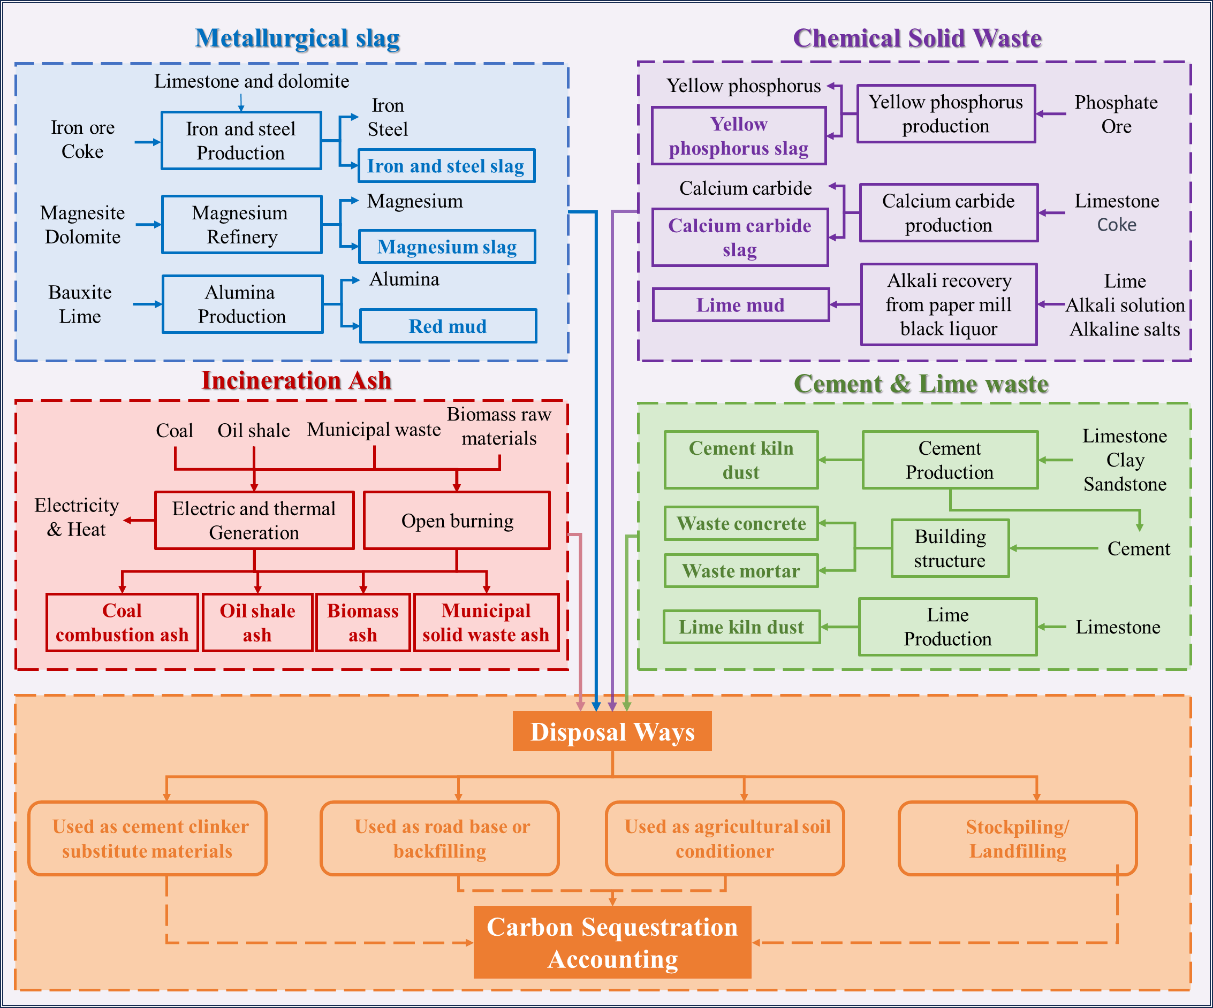 Metallurgical slag
Limestone and dolomite
Iron ore
Coke
Iron and steel
Production
Iron
Steel
Iron and steel slag
Magnesite
Dolomite
Magnesium
Refinery
Magnesium
Magnesium slag
Bauxite
Lime
Alumina
Production
Alumina
Red mud
Chemical Solid Waste
Yellow phosphorus
Yellow
phosphorus slag
Yellow phosphorus
production
Phosphate
Ore
Calcium carbide
Calcium carbide
slag
Calcium carbide
production
Limestone
Coke
Lime mud
Alkali recovery
from paper mill
black liquor
Lime
Alkali solution
Alkaline salts
Incineration Ash
Coal
Oil shale
Municipal waste
Biomass raw
materials
Electricity
& Heat
Electric and thermal
Generation
Open burning
Coal
combustion ash
Oil shale
ash
Biomass
ash
Municipal
solid waste ash
Cement & Lime waste
Cement kiln
dust
Cement
Production
Limestone
Clay
Sandstone
Waste concrete
Waste mortar
Building
structure
Cement
Lime kiln dust
Lime
Production
Limestone
Disposal Ways
Used as cement clinker
substitute materials
Used as road base or
backfilling
Used as agricultural soil
conditioner
Stockpiling/
Landfilling
Carbon Sequestration
Accounting